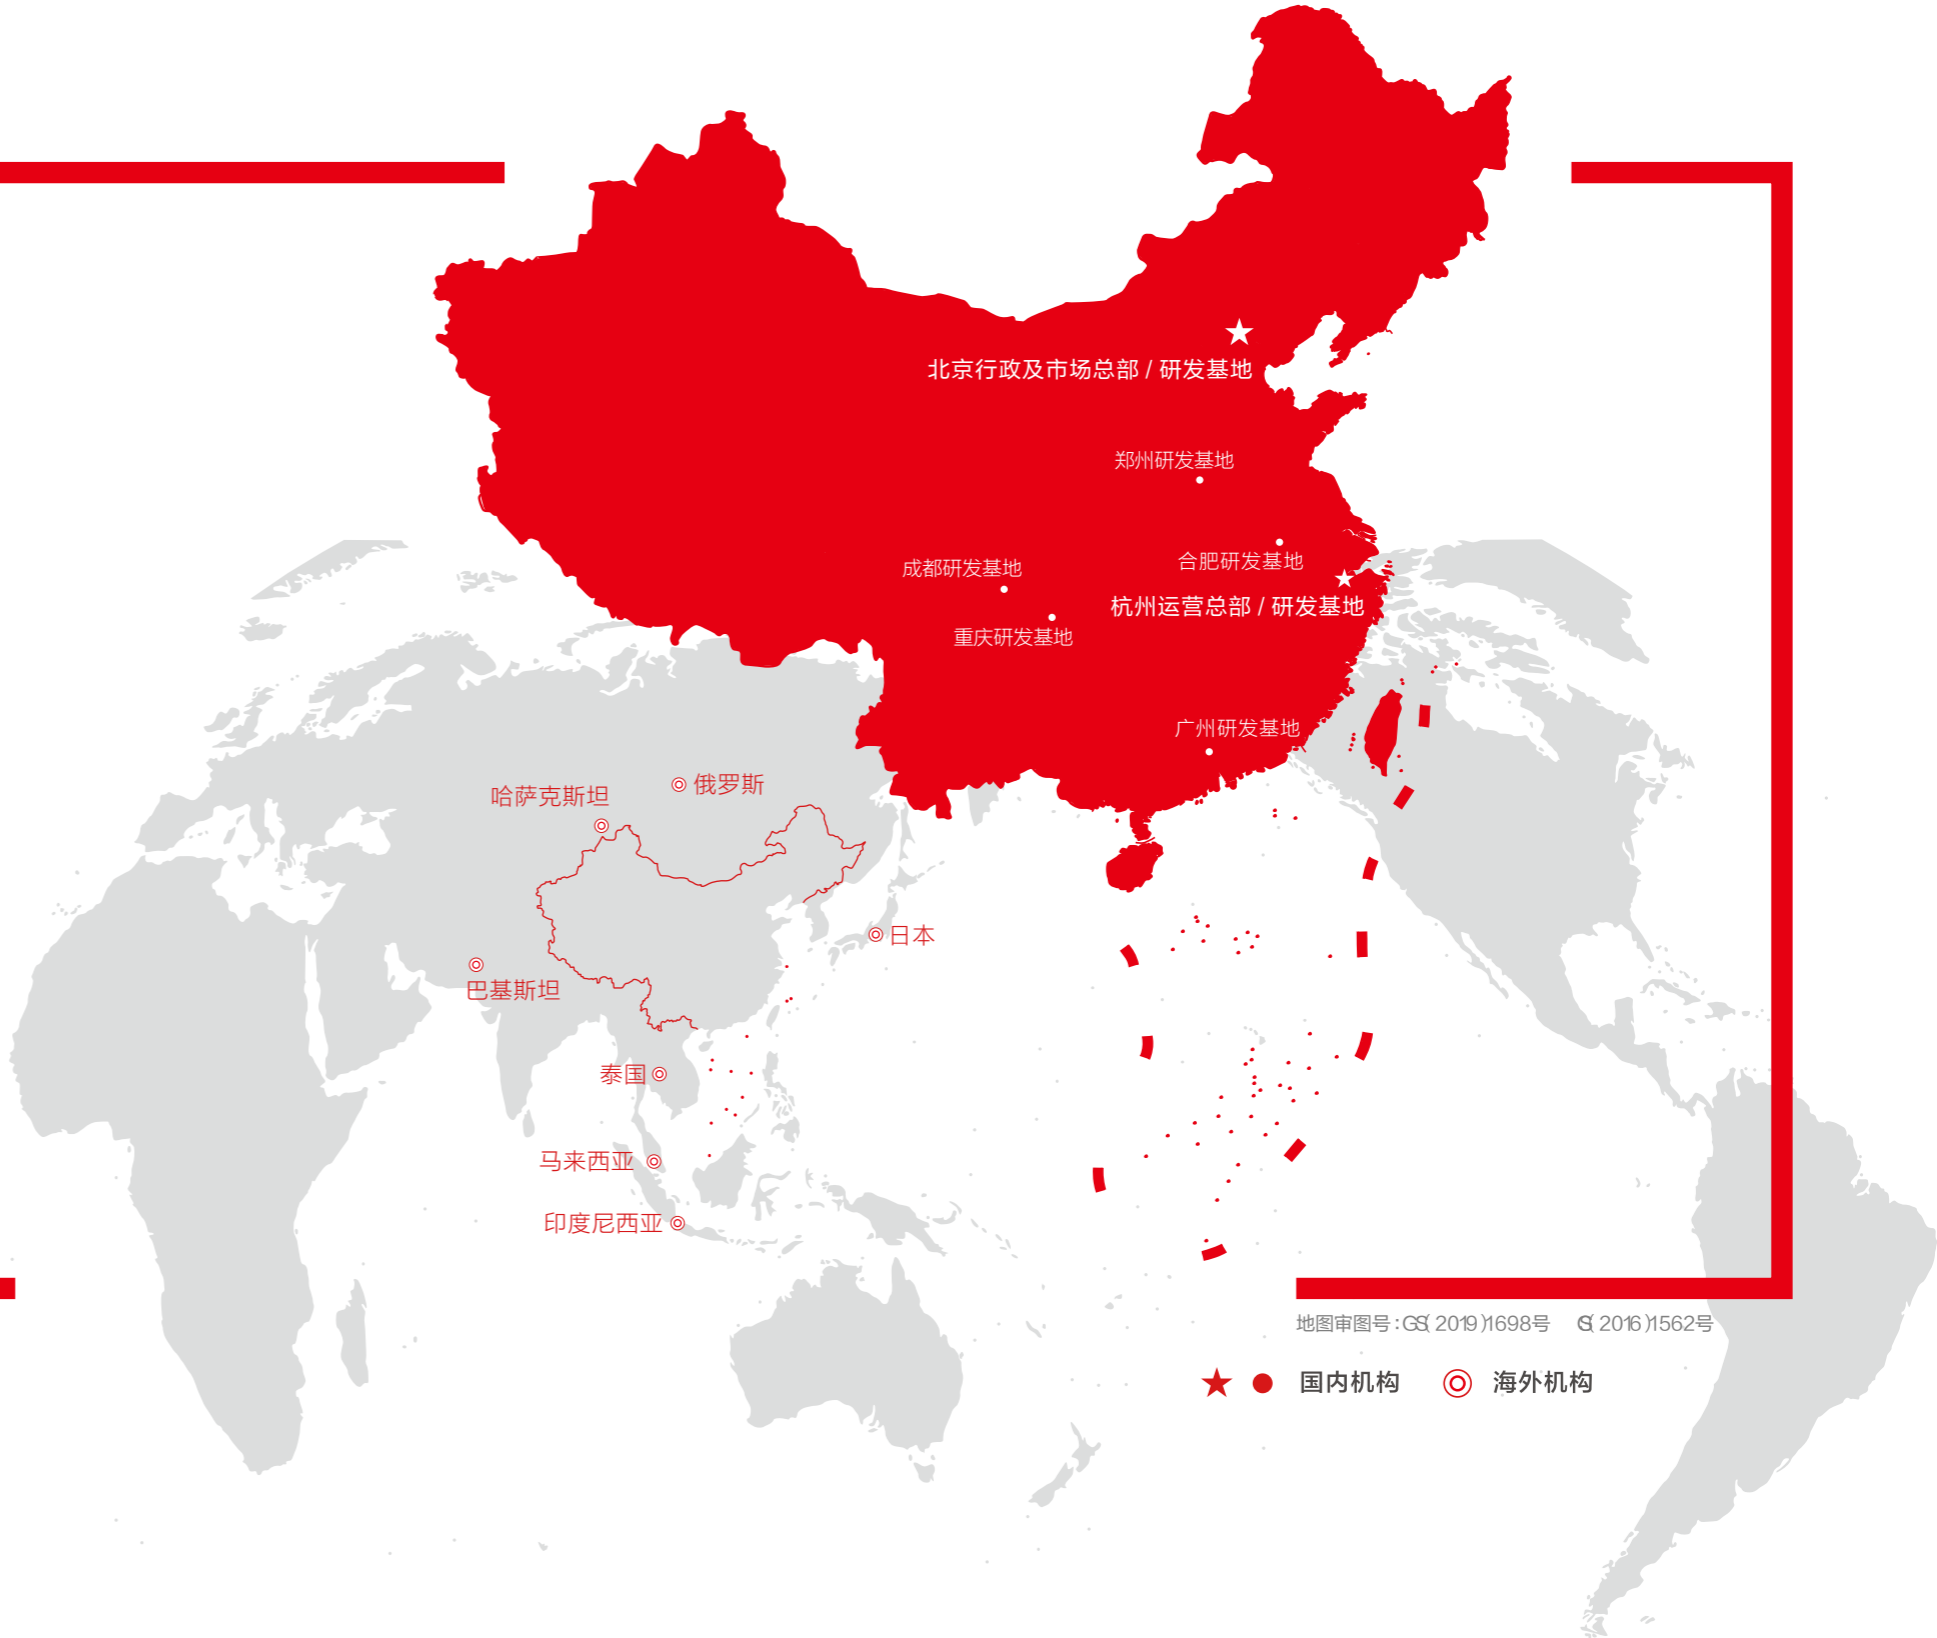 北京行政及市场总部 / 研发基地
郑州研发基地
合肥研发基地
成都研发基地
杭州运营总部 / 研发基地
重庆研发基地
广州研发基地
俄罗斯
哈萨克斯坦
日本
巴基斯坦
泰国
马来西亚
印度尼西亚
地图审图号：GS( 2019 )1698号 GS( 2016 )1562号
国内机构 海外机构